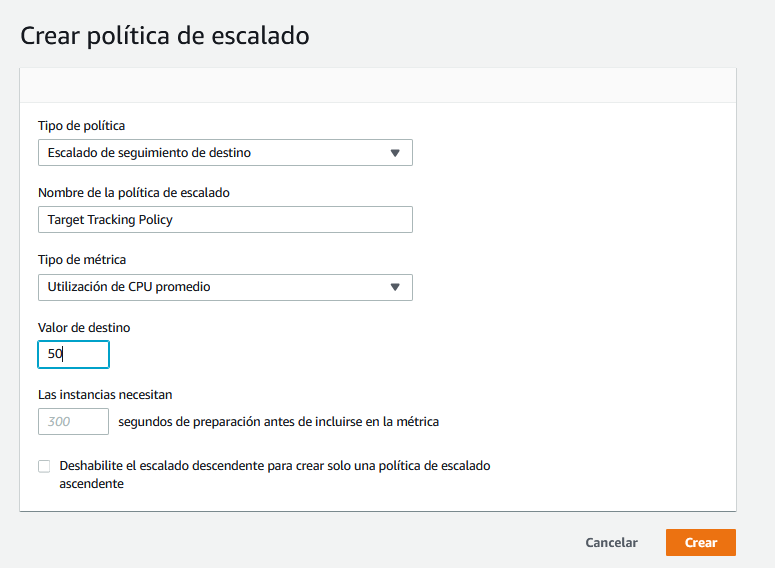 Crear política de escalado
Tipo de política
Escalado de seguimiento de destino
Nombre de la política de escalado
Target Tracking Policy
Tipo de métrica
Utilización de CPU promedio
Valor de destino
50
Las instancias necesitan
300 segundos de preparación antes de incluirse en la métrica
Deshabilite el escalado descendente para crear solo una política de escalado
ascendente
Cancelar Crear